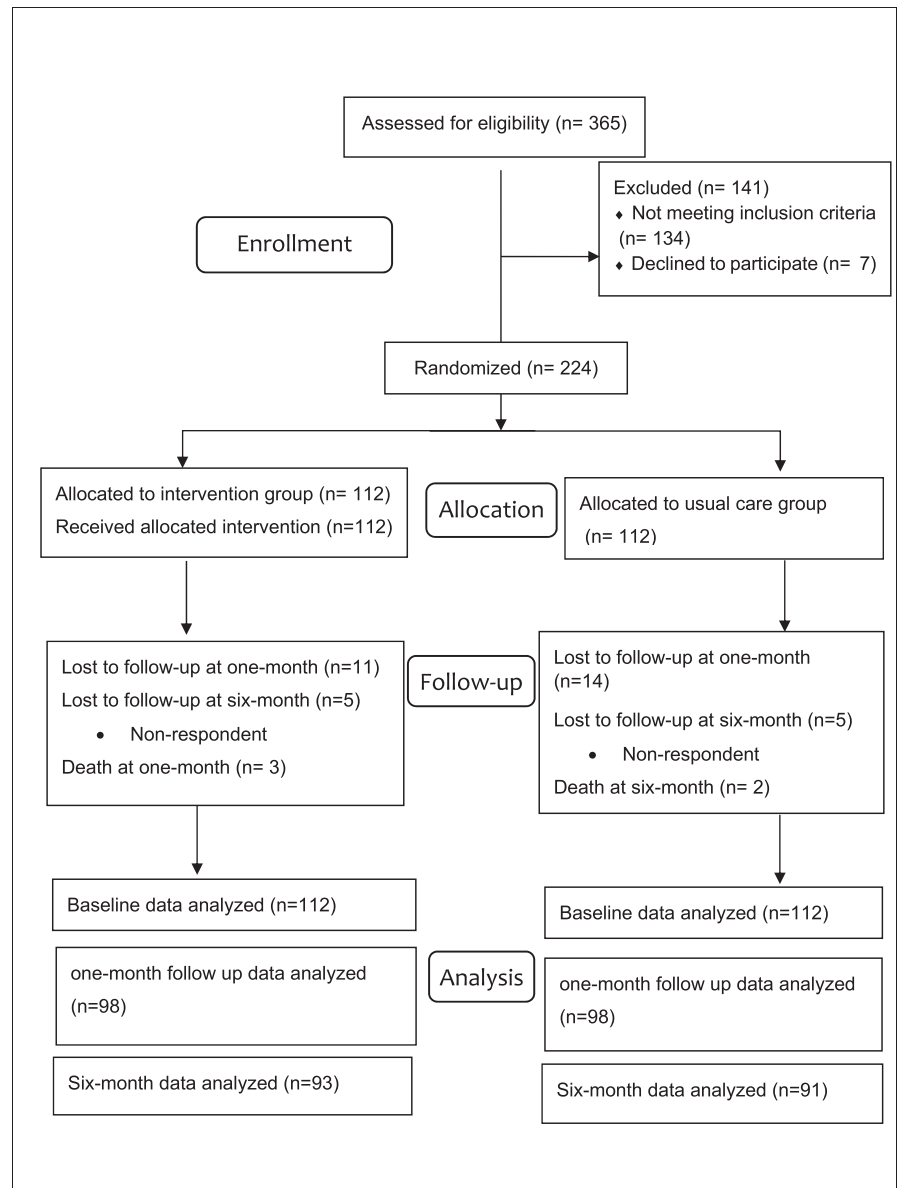 Assessed for eligibility (n= 365)
Excluded (n= 141)
♦ Not meeting inclusion criteria
(n= 134)
♦ Declined to participate (n= 7)
Enrollment
Randomized (n= 224)
Allocated to intervention group (n= 112)
Received allocated intervention (n=112)
Allocation
Allocated to usual care group
(n= 112)
Lost to follow-up at one-month (n=11)
Lost to follow-up at six-month (n=5)
• Non-respondent
Death at one-month (n= 3)
Follow-up
Lost to follow-up at one-month
(n=14)
Lost to follow-up at six-month (n=5)
• Non-respondent
Death at six-month (n= 2)
Baseline data analyzed (n=112)
one-month follow up data analyzed
(n=98)
Six-month data analyzed (n=93)
Analysis
Baseline data analyzed (n=112)
one-month follow up data analyzed
(n=98)
Six-month data analyzed (n=91)